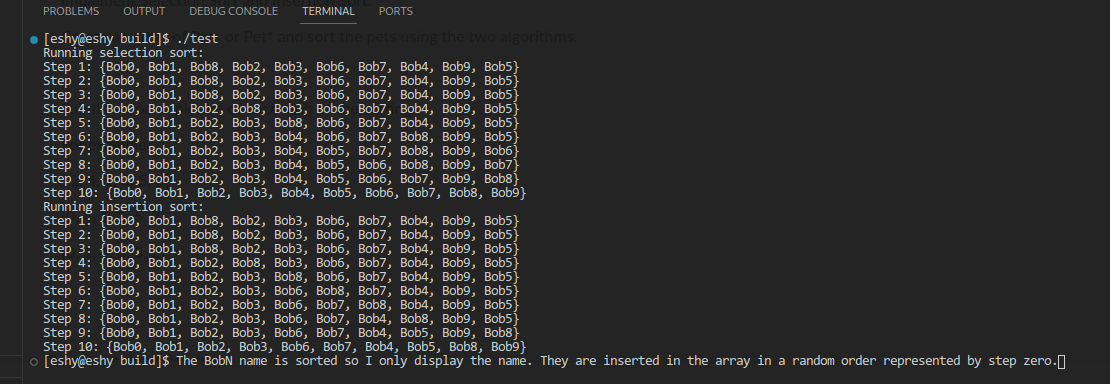 PROBLEMS OUTPUT DEBUG CONSOLE TERMINAL PORTS
[eshy@eshy build]$ ./test
or Pet* and sort the pets using the two algorithms
Running selection sort:
Step 1: {Bob0, Bob1, Bob8, Bob2, Bob3, Bob6, Bob7, Bob4, Bob9, Bob5}
Step 2: {Bob0, Bob1, Bob8, Bob2, Bob3, Bob6, Bob7, Bob4, Bob9, Bob5}
Step 3: {Bob0, Bob1, Bob8, Bob2, Bob3, Bob6, Bob7, Bob4, Bob9, Bob5}
Step 4: {Bob0, Bob1, Bob2, Bob8, Bob3, Bob6, Bob7, Bob4, Bob9, Bob5}
Step 5: {Bob0, Bob1, Bob2, Bob3, Bob8, Bob6, Bob7, Bob4, Bob9, Bob5}
Step 6: {Bob0, Bob1, Bob2, Bob3, Bob4, Bob6, Bob7, Bob8, Bob9, Bob5}
Step 7: {Bob0, Bob1, Bob2, Bob3, Bob4, Bob5, Bob7, Bob8, Bob9, Bob6}
Step 8: {Bob0, Bob1, Bob2, Bob3, Bob4, Bob5, Bob6, Bob8, Bob9, Bob7}
Step 9: {Bob0, Bob1, Bob2, Bob3, Bob4, Bob5, Bob6, Bob7, Bob9, Bob8}
Step 10: {Bob0, Bob1, Bob2, Bob3, Bob4, Bob5, Bob6, Bob7, Bob8, Bob9}
Running insertion sort:
Step 1: {Bob0, Bob1, Bob8, Bob2, Bob3, Bob6, Bob7, Bob4, Bob9, Bob5}
Step 2: {Bob0, Bob1, Bob8, Bob2, Bob3, Bob6, Bob7, Bob4, Bob9, Bob5}
Step 3: {Bob0, Bob1, Bob8, Bob2, Bob3, Bob6, Bob7, Bob4, Bob9, Bob5}
Step 4: {Bob0, Bob1, Bob2, Bob8, Bob3, Bob6, Bob7, Bob4, Bob9, Bob5}
Step 5: {Bob0, Bob1, Bob2, Bob3, Bob8, Bob6, Bob7, Bob4, Bob9, Bob5}
Step 6: {Bob0, Bob1, Bob2, Bob3, Bob6, Bob8, Bob7, Bob4, Bob9, Bob5}
Step 7: {Bob0, Bob1, Bob2, Bob3, Bob6, Bob7, Bob8, Bob4, Bob9, Bob5}
Step 8: {Bob0, Bob1, Bob2, Bob3, Bob6, Bob7, Bob4, Bob8, Bob9, Bob5}
Step 9: {Bob0, Bob1, Bob2, Bob3, Bob6, Bob7, Bob4, Bob5, Bob9, Bob8}
Step 10: {Bob0, Bob1, Bob2, Bob3, Bob6, Bob7, Bob4, Bob5, Bob8, Bob9}
[eshy@eshy build]$ The BobN name is sorted so I only display the name. They are inserted in the array in a random order represented by step zero.